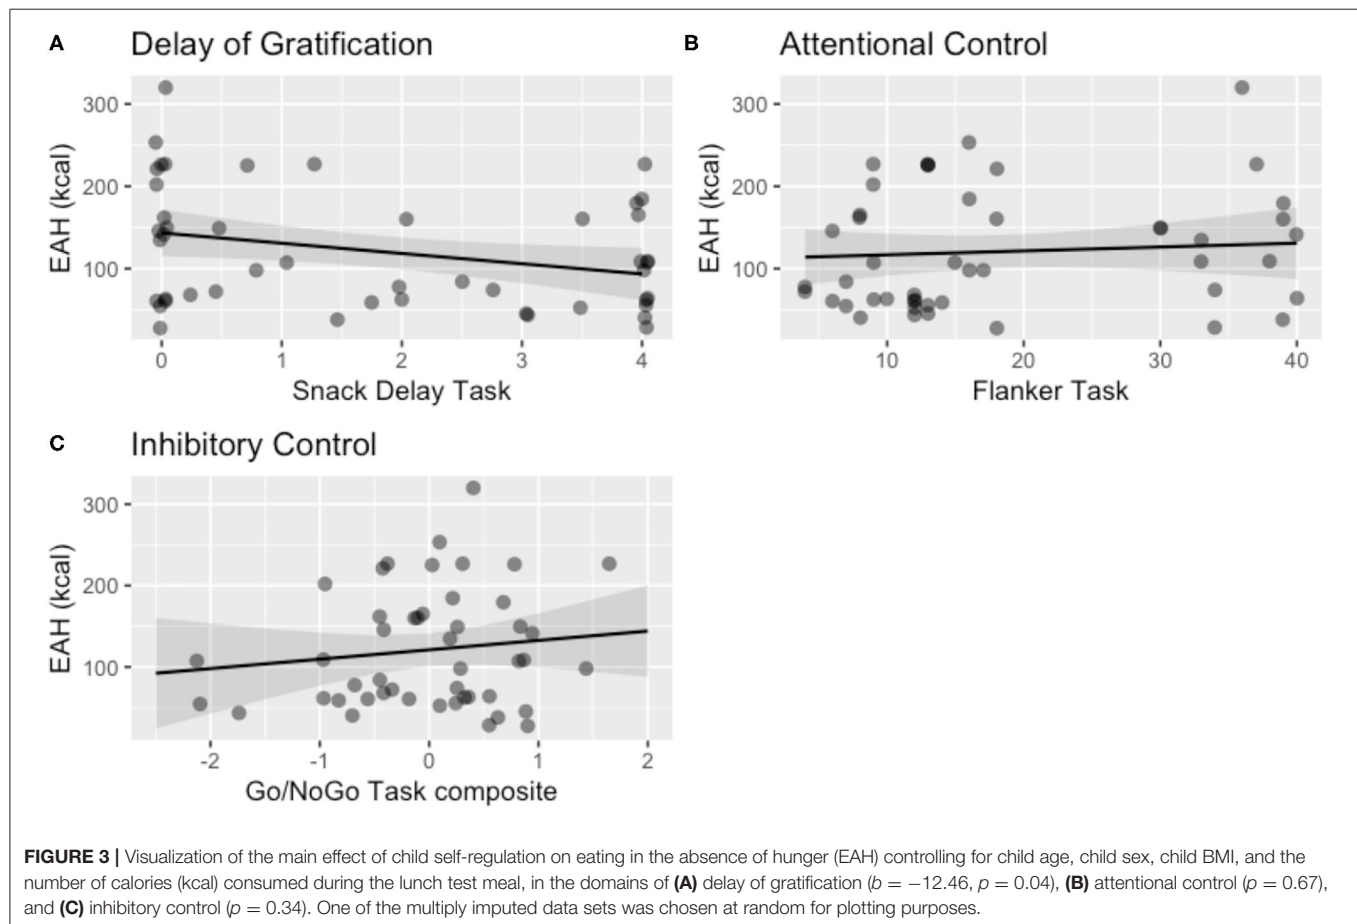 A Delay of Gratification
300
200
100
EAH (kcal)
0 1 2 3 4
Snack Delay Task
B Attentional Control
300
200
100
EAH (kcal)
10 20 30 40
Flanker Task
C Inhibitory Control
300
200
100
EAH (kcal)
-2 -1 0 1 2
Go/NoGo Task composite
FIGURE 3 | Visualization of the main effect of child self-regulation on eating in the absence of hunger (EAH) controlling for child age, child sex, child BMI, and the
number of calories (kcal) consumed during the lunch test meal, in the domains of (A) delay of gratification (b = −12.46, p = 0.04), (B) attentional control (p = 0.67),
and (C) inhibitory control (p = 0.34). One of the multiply imputed data sets was chosen at random for plotting purposes.